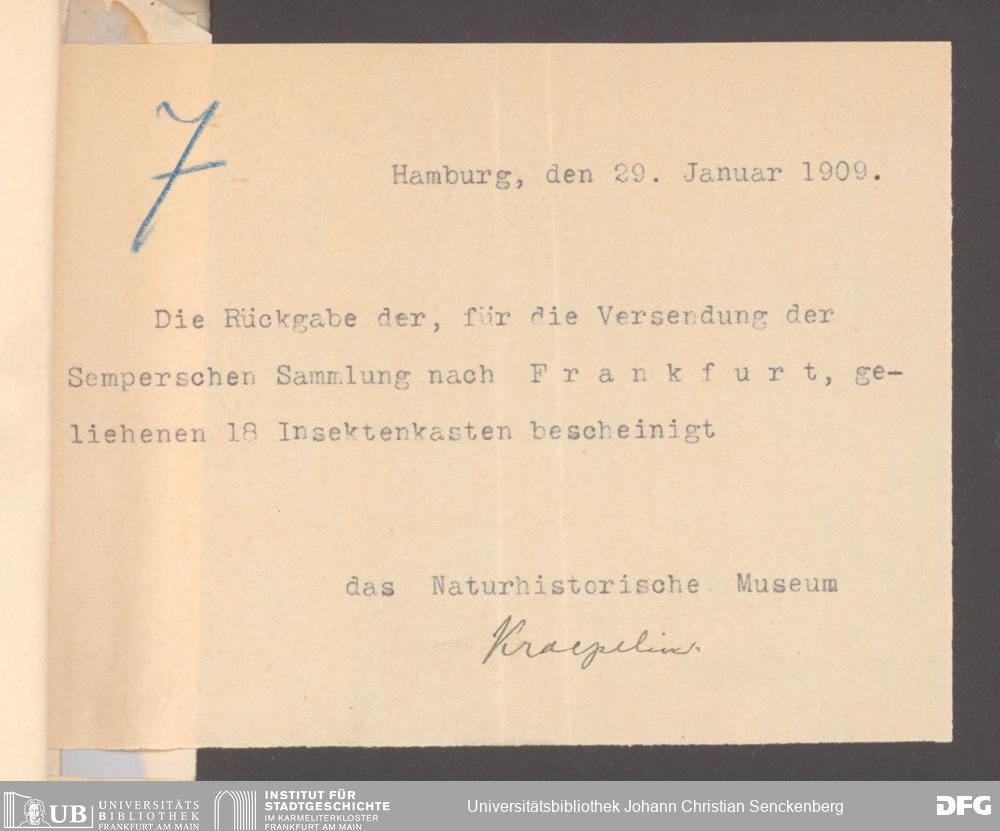 7
Hamburg, den 29. Januar 1909.
Die Rückgabe der, für die Versendung der
Semperschen Sammlung nach F r a n k f u r t, ge-
liehenen 18 Insektenkasten bescheinigt
das Naturhistorische Museum
Kraepelin.
UB UNIVERSITÄTS
BIBLIOTHEK
FRANKFURT AM MAIN
INSTITUT FÜR
STADTGESCHICHTE
IM KARMELITERKLOSTER
FRANKFURT AM MAIN
Universitätsbibliothek Johann Christian Senckenberg
DFG